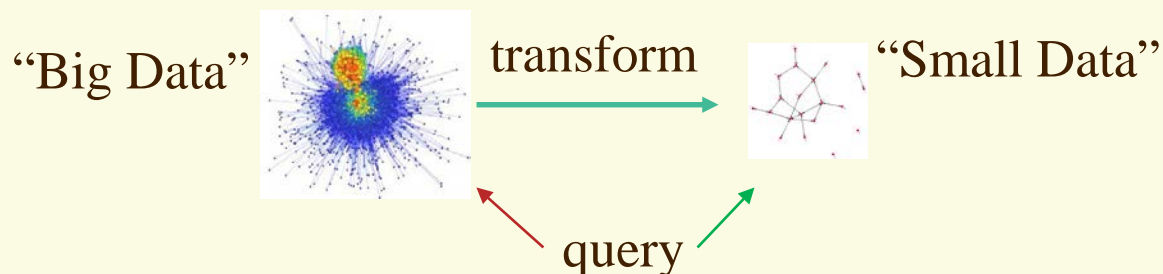 “Big Data”
transform
“Small Data”
query